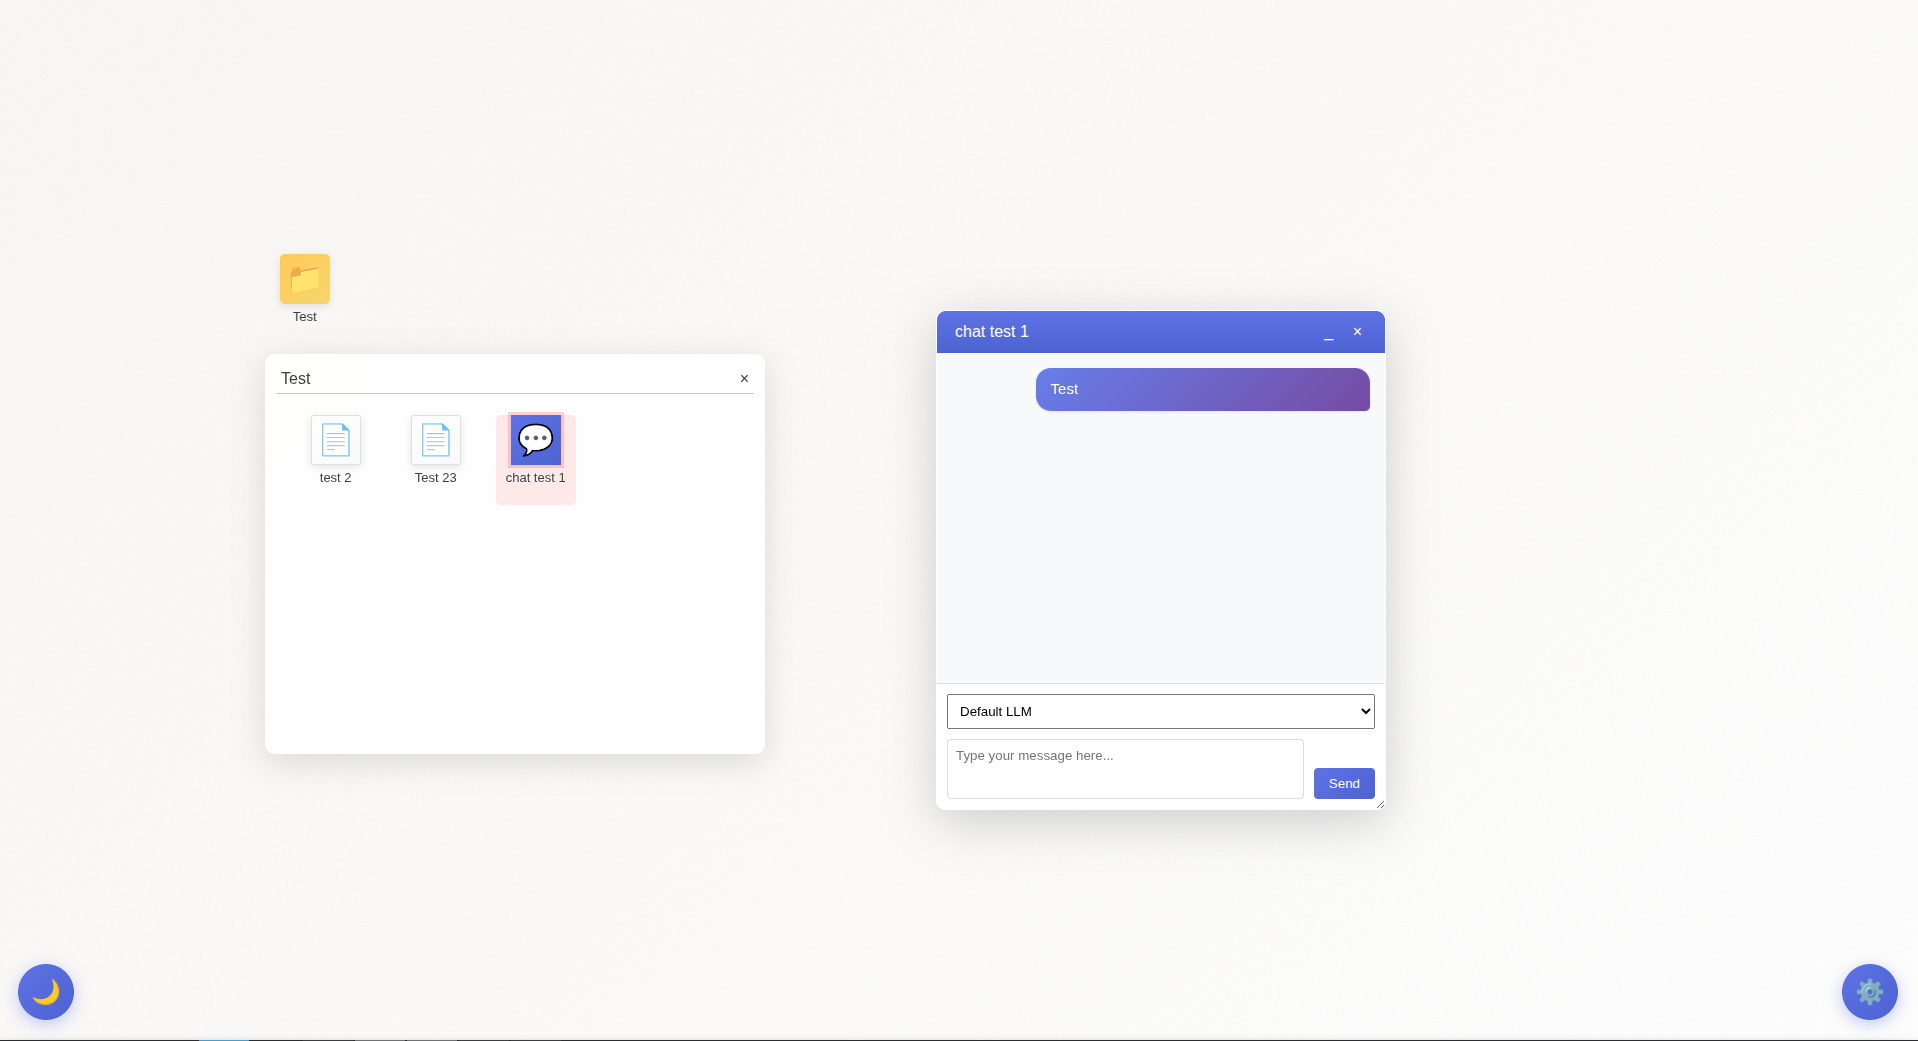 Test
Test
×
test 2
Test 23
chat test 1
chat test 1
_ ×
Test
Default LLM
Type your message here...
Send